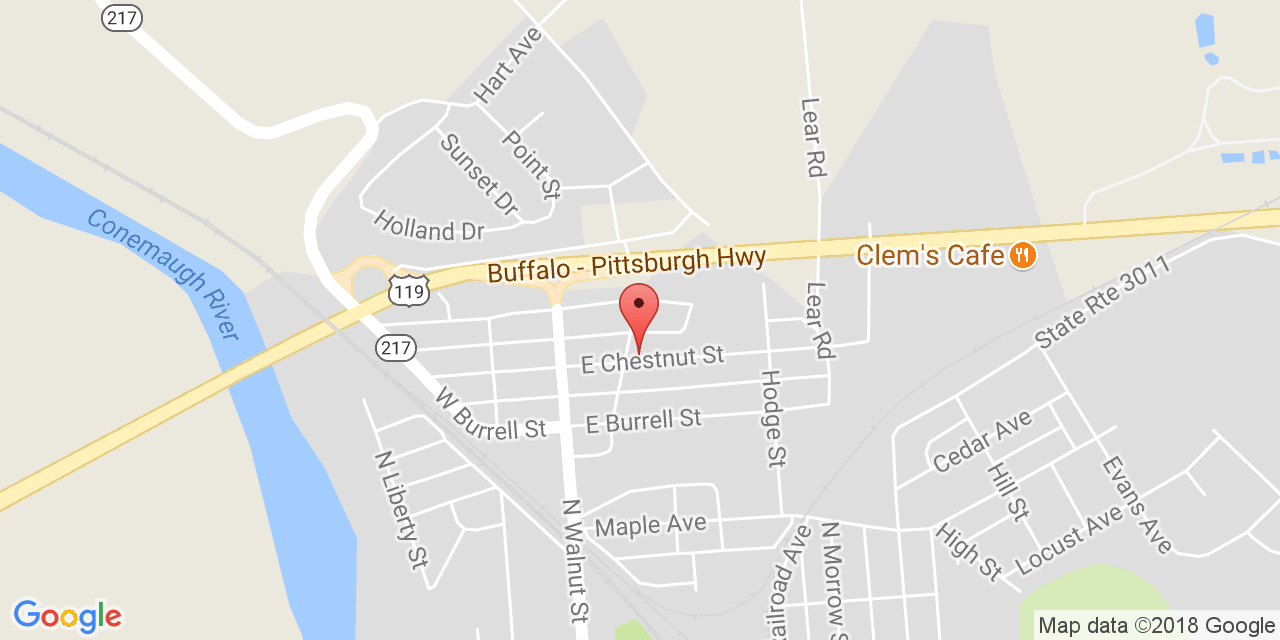 217
Hart Ave
Lear Rd
Point St
Sunset Dr
Holland Dr
Conemaugh River
Buffalo - Pittsburgh Hwy
Clem's Cafe
119
State Rte 3011
Lear Rd
217
E Chestnut St
W Burrell St
E Burrell St
Hodge St
Cedar Ave
N Liberty St
Hill St
Evans Ave
N Walnut St
Maple Ave
Locust Ave
High St
ailroad Ave
N Morrow S
Google
Map data ©2018 Google